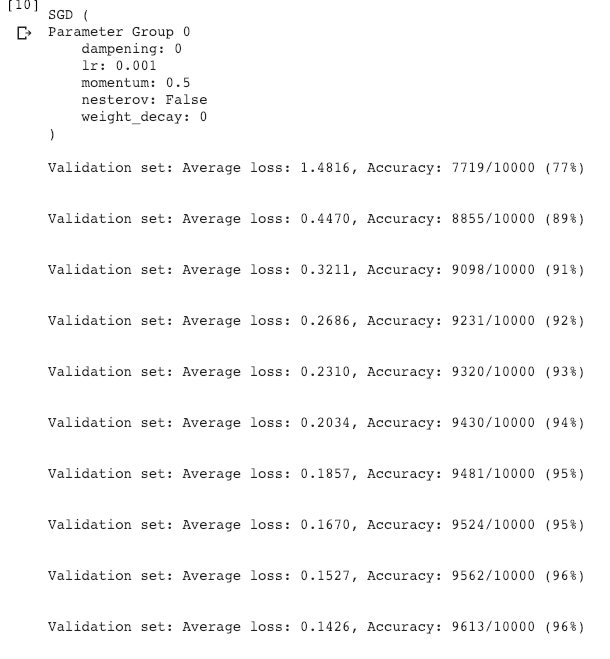 [10]
SGD (
Parameter Group 0
    dampening: 0
    lr: 0.001
    momentum: 0.5
    nesterov: False
    weight_decay: 0
)
Validation set: Average loss: 1.4816, Accuracy: 7719/10000 (77%)
Validation set: Average loss: 0.4470, Accuracy: 8855/10000 (89%)
Validation set: Average loss: 0.3211, Accuracy: 9098/10000 (91%)
Validation set: Average loss: 0.2686, Accuracy: 9231/10000 (92%)
Validation set: Average loss: 0.2310, Accuracy: 9320/10000 (93%)
Validation set: Average loss: 0.2034, Accuracy: 9430/10000 (94%)
Validation set: Average loss: 0.1857, Accuracy: 9481/10000 (95%)
Validation set: Average loss: 0.1670, Accuracy: 9524/10000 (95%)
Validation set: Average loss: 0.1527, Accuracy: 9562/10000 (96%)
Validation set: Average loss: 0.1426, Accuracy: 9613/10000 (96%)